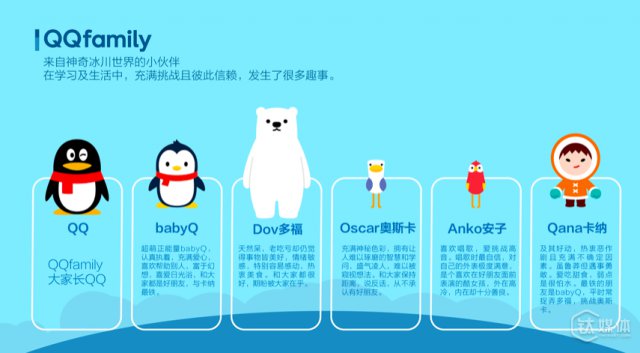 QQfamily
来自神奇冰川世界的小伙伴
在学习及生活中，充满挑战且彼此信赖，发生了很多趣事。
QQ
QQfamily
大家长QQ
babyQ
超萌正能量babyQ，
认真执着，充满爱心，
喜欢帮助别人，富于幻
想，喜爱日光浴，和大
家都是好朋友，与卡纳
最铁。
Dov多福
天然呆，老吃亏却仍觉
得事物皆美好，情绪敏
感，特别容易感动、热
衷美食。和大家都很
好，期盼被大家在乎。
Oscar奥斯卡
充满神秘色彩，拥有让
人难以琢磨的智慧和学
问，盛气凌人，难以被
观察模仿，和大家保持
距离，说反话，从不承
认有好朋友。
Anko安子
喜欢唱歌，爱挑战高
音。唱歌时最自信，对
自己的外表极度满意，
是个喜欢在好朋友面前
表演的酷女孩，外在高
冷，内在却十分善良。
Qana卡纳
及其好动，热衷恶作
剧且充满不确定因
素，虽鲁莽但遇事勇
敢。爱吃甜食，弱点
是很怕水。最铁的朋
友是babyQ，平时常
捉弄多福，挑战奥斯
卡。
钛媒体